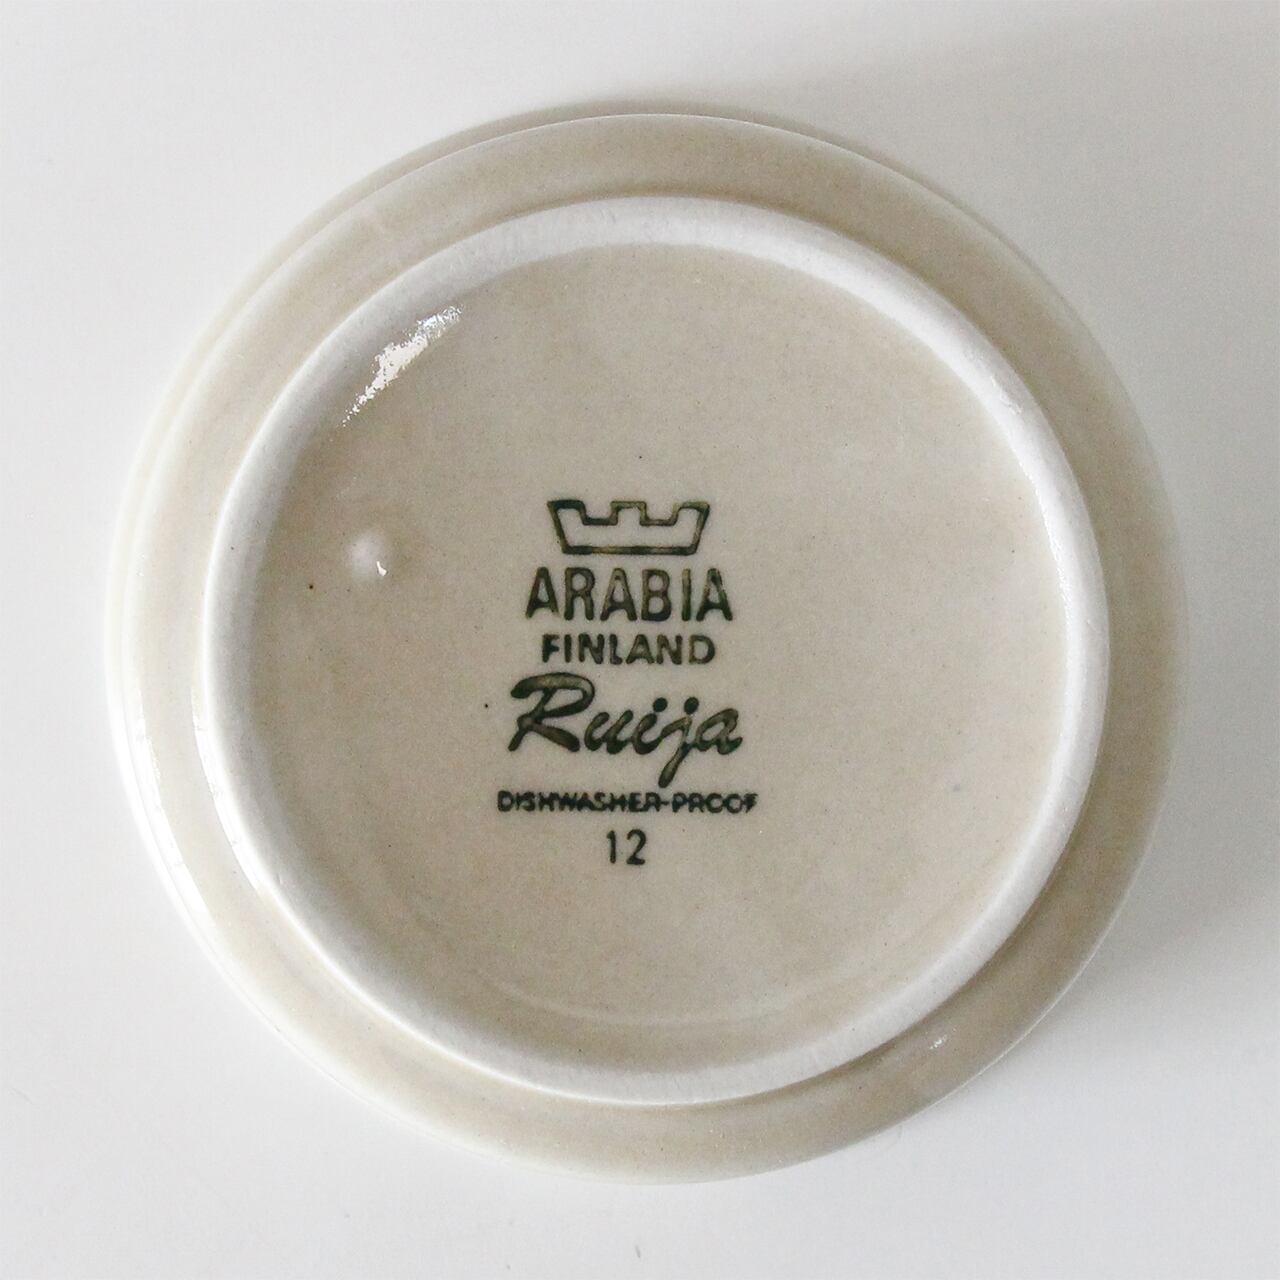 ARABIA
FINLAND
Ruija
DISHWASHER-PROOF
12